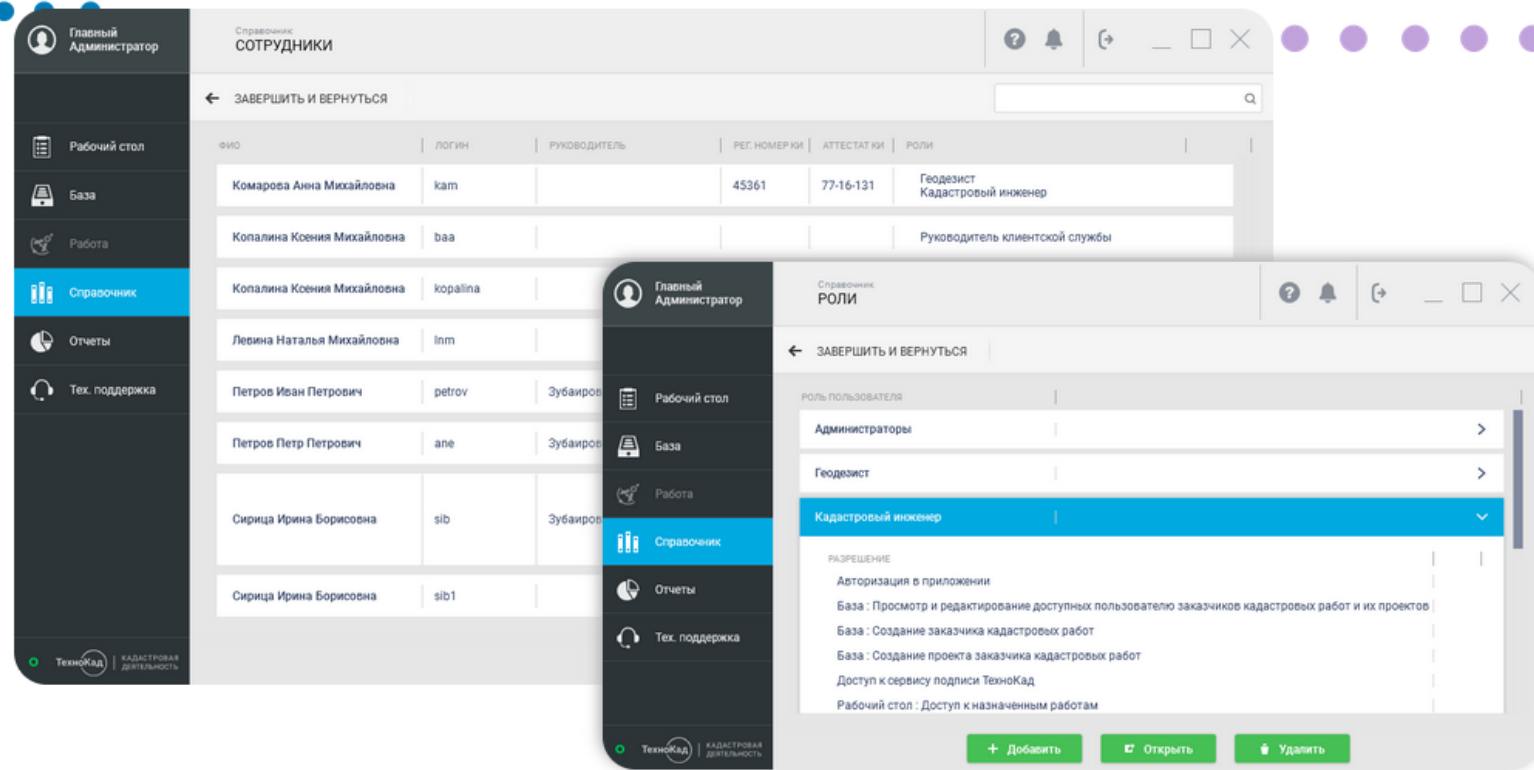 Главный
Администратор
Справочник
СОТРУДНИКИ
ЗАВЕРШИТЬ И ВЕРНУТЬСЯ
Рабочий стол
База
Работа
Справочник
Отчеты
Тех. поддержка
ТехноКад
КАДАСТРОВАЯ
ДЕЯТЕЛЬНОСТЬ
ФИО ЛОГИН РУКОВОДИТЕЛЬ РЕГ. НОМЕР КИ АТТЕСТАТ КИ РОЛИ
Комарова Анна Михайловна kam 45361 77-16-131 Геодезист
Кадастровый инженер
Копалина Ксения Михайловна baa Руководитель клиентской службы
Копалина Ксения Михайловна kopalina
Левина Наталья Михайловна lnm
Петров Иван Петрович petrov Зубаиров
Петров Петр Петрович ane Зубаиров
Сирица Ирина Борисовна sib Зубаиров
Сирица Ирина Борисовна sib1
Главный
Администратор
Справочник
РОЛИ
ЗАВЕРШИТЬ И ВЕРНУТЬСЯ
Рабочий стол
База
Работа
Справочник
Отчеты
Тех. поддержка
ТехноКад
КАДАСТРОВАЯ
ДЕЯТЕЛЬНОСТЬ
РОЛЬ ПОЛЬЗОВАТЕЛЯ
Администраторы
Геодезист
Кадастровый инженер
РАЗРЕШЕНИЕ
Авторизация в приложении
База : Просмотр и редактирование доступных пользователю заказчиков кадастровых работ и их проектов
База : Создание заказчика кадастровых работ
База : Создание проекта заказчика кадастровых работ
Доступ к сервису подписи ТехноКад
Рабочий стол : Доступ к назначенным работам
+ Добавить
Открыть
Удалить